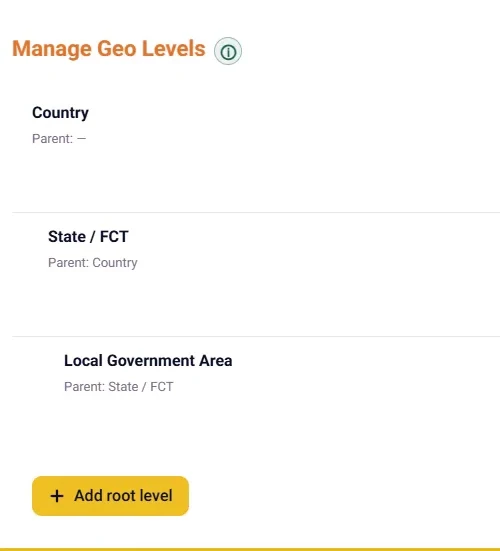 Manage Geo Levels
Country
Parent: —
State / FCT
Parent: Country
Local Government Area
Parent: State / FCT
+ Add root level